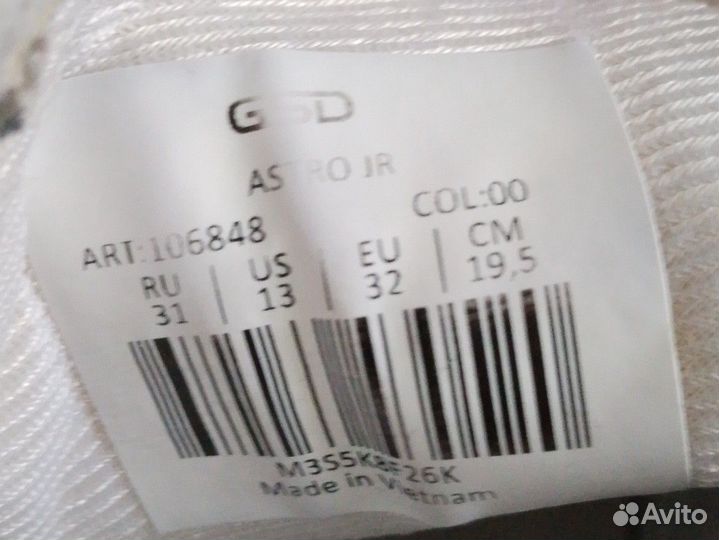 GSD
ASTRO JR
ART:106848 COL:00
RU US EU CM
31 13 32 19,5
Made in Vietnam
Avito